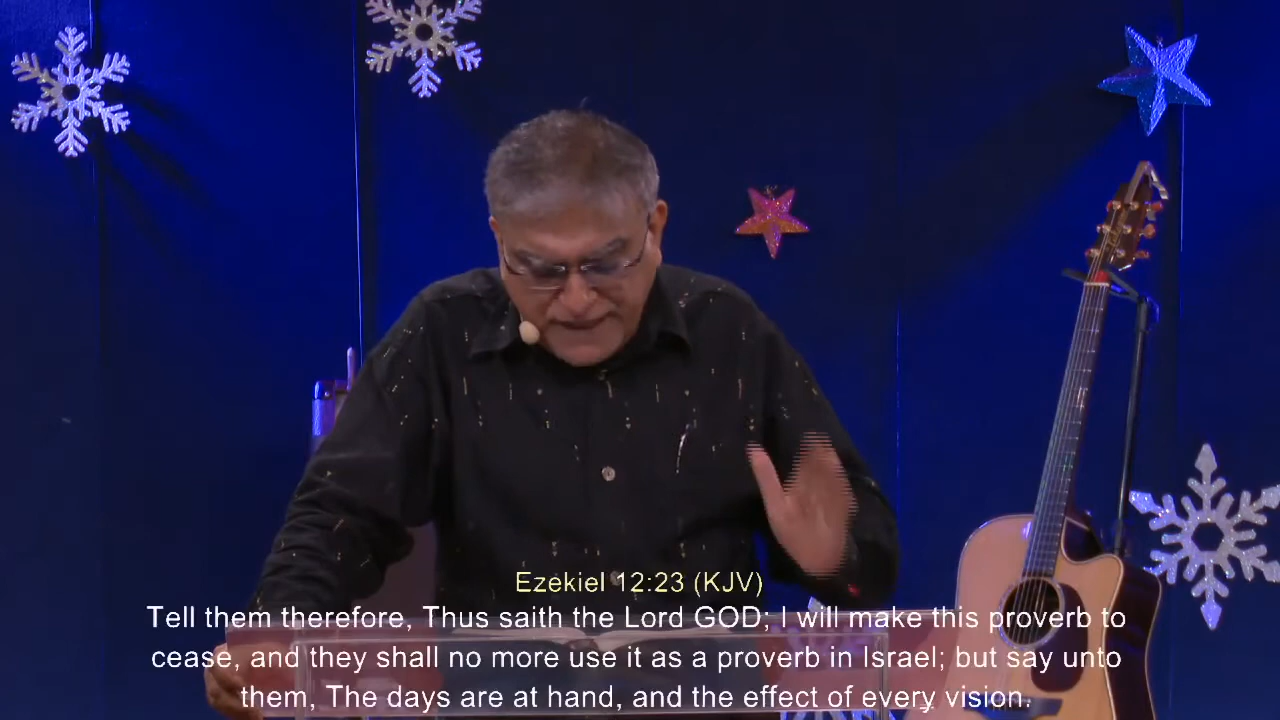 Ezekiel 12:23 (KJV)
Tell them therefore, Thus saith the Lord GOD; I will make this proverb to
cease, and they shall no more use it as a proverb in Israel; but say unto
them, The days are at hand, and the effect of every vision.